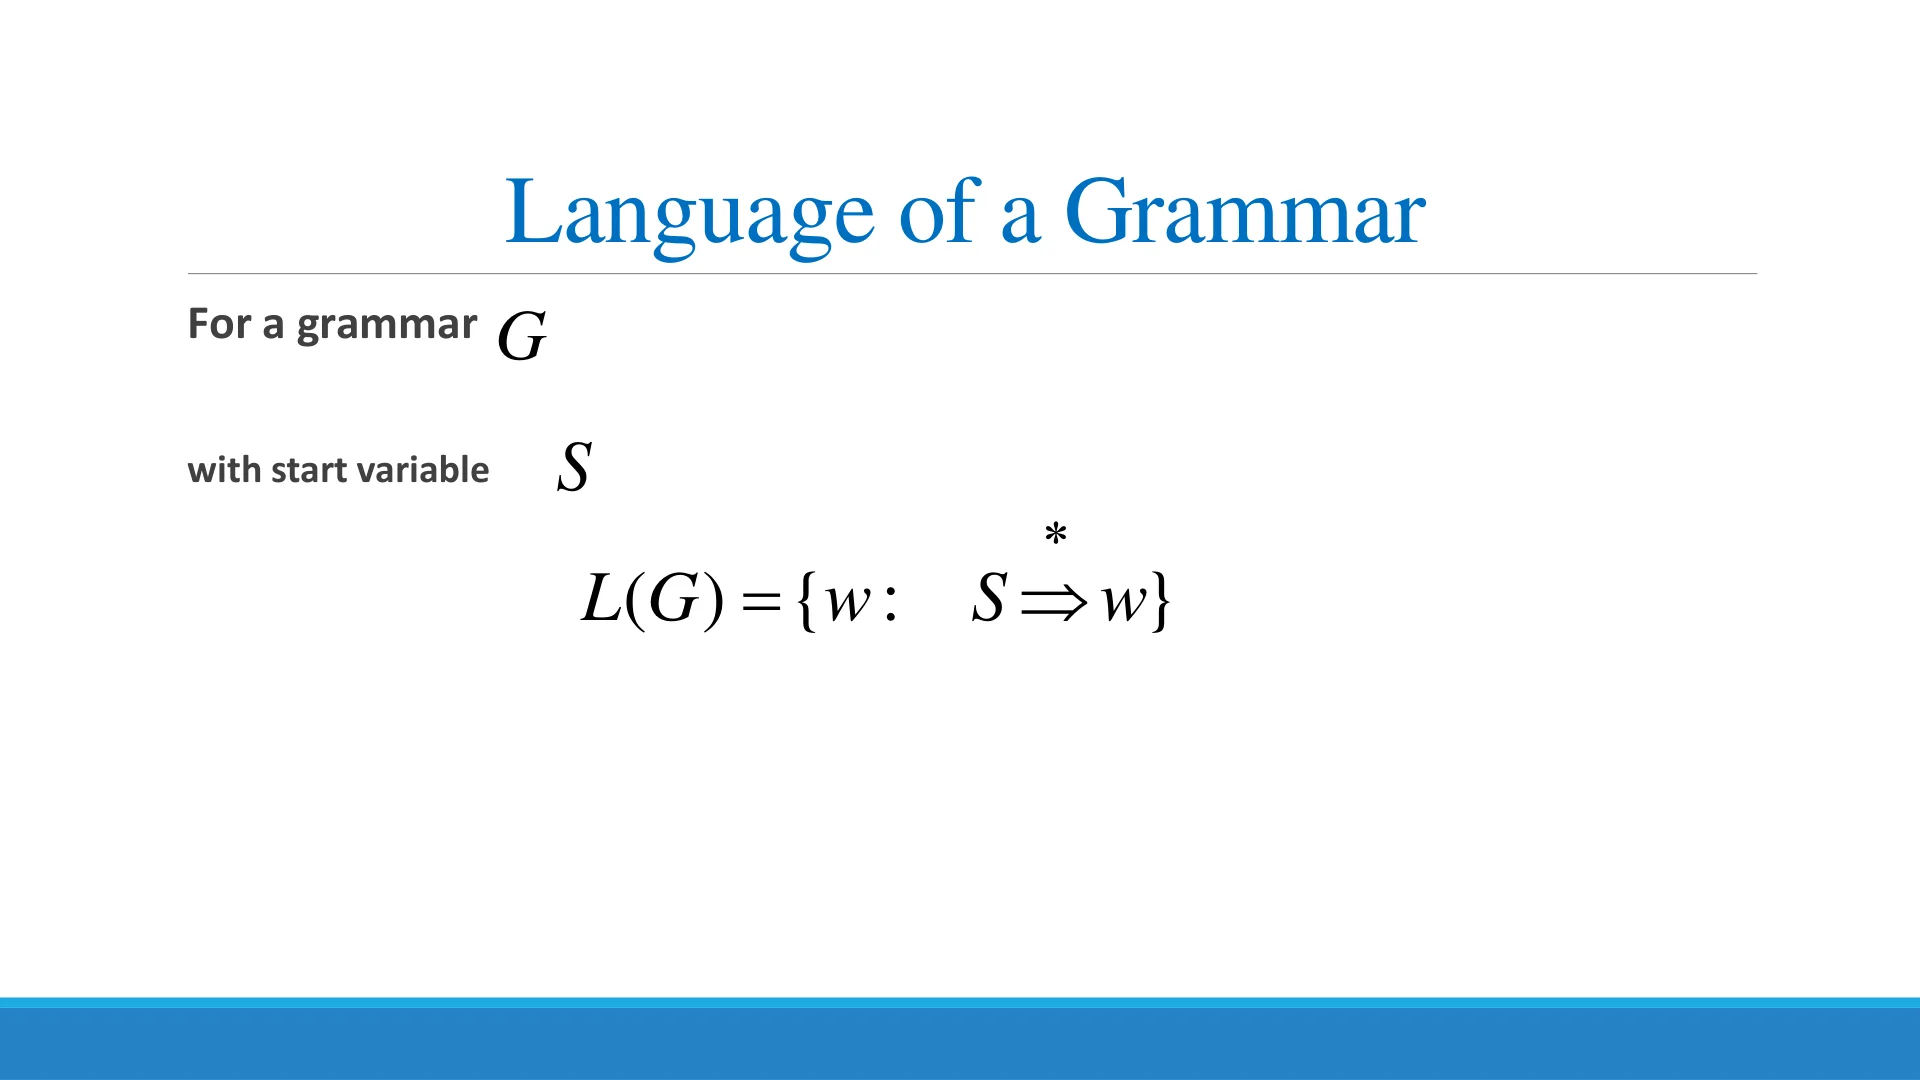 Language of a Grammar
For a grammar G
with start variable S
*
L(G) = {w : S ⇒ w}